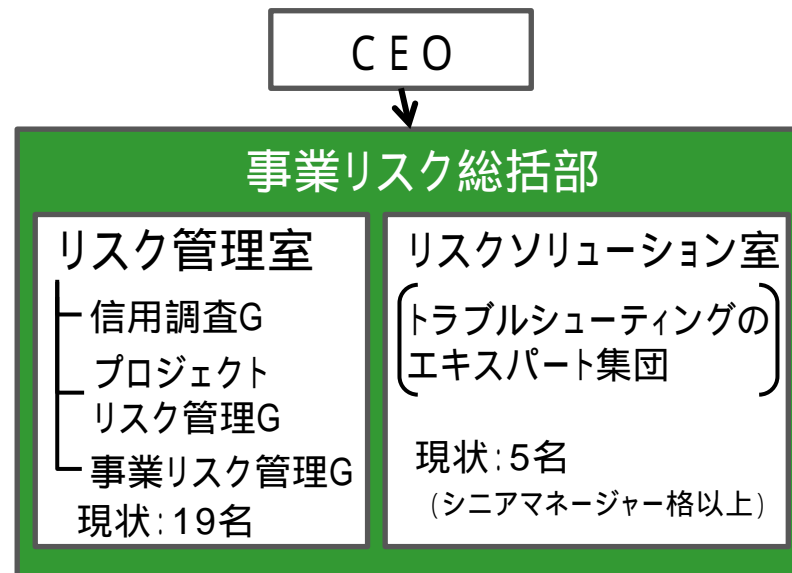 CEO
事業リスク総括部
リスク管理室
信用調査G
プロジェクト
リスク管理G
事業リスク管理G
現状:19名
リスクソリューション室
トラブルシューティングの
エキスパート集団
現状:5名
(シニアマネージャー格以上)